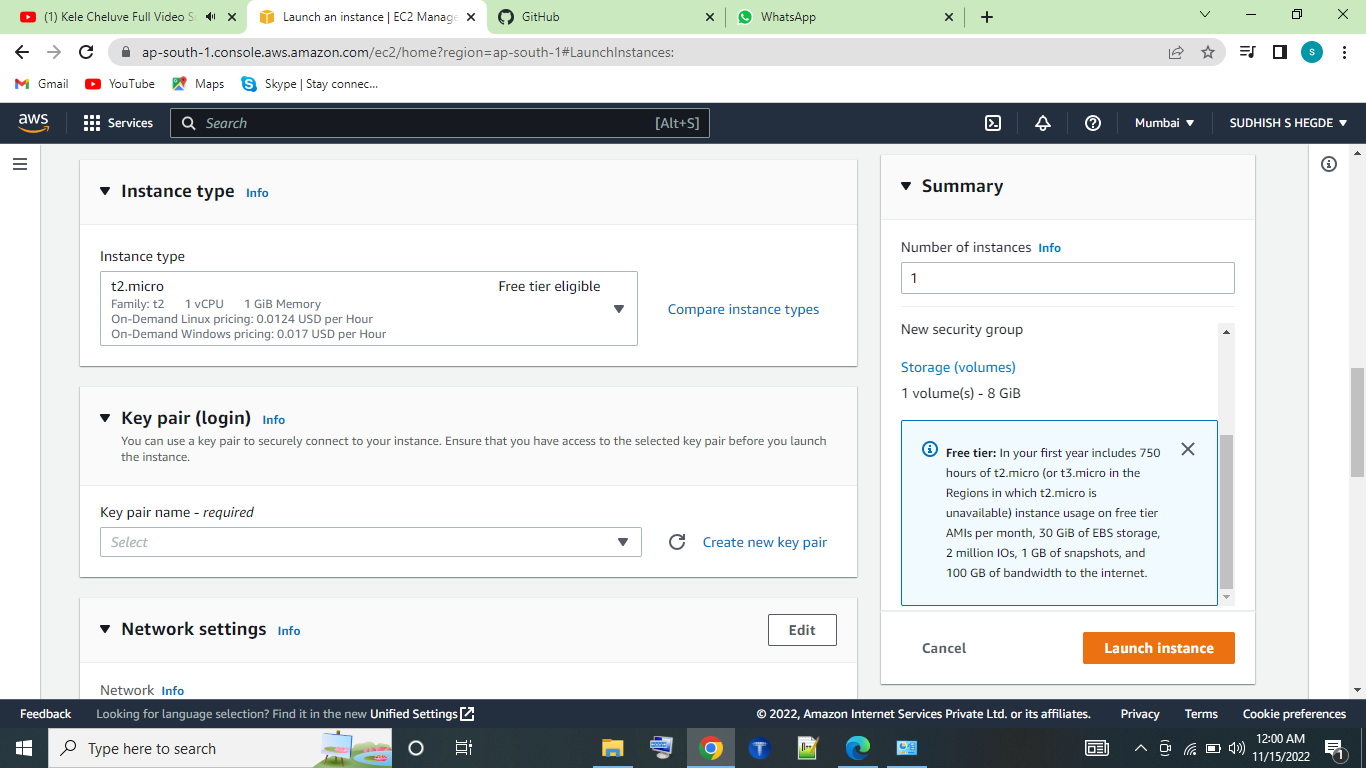 (1) Kele Cheluve Full Video S
Launch an instance | EC2 Manage
GitHub
WhatsApp
ap-south-1.console.aws.amazon.com/ec2/home?region=ap-south-1#LaunchInstances:
S
Gmail
YouTube
Maps
Skype | Stay connec...
aws
Services
Search
[Alt+S]
Mumbai
SUDHISH S HEGDE
Instance type Info
Instance type
t2.micro
Free tier eligible
Family: t2 1 vCPU 1 GiB Memory
On-Demand Linux pricing: 0.0124 USD per Hour
On-Demand Windows pricing: 0.017 USD per Hour
Compare instance types
Key pair (login) Info
You can use a key pair to securely connect to your instance. Ensure that you have access to the selected key pair before you launch
the instance.
Key pair name - required
Select
Create new key pair
Network settings Info
Edit
Network Info
Summary
Number of instances Info
1
New security group
Storage (volumes)
1 volume(s) - 8 GiB
Free tier: In your first year includes 750
hours of t2.micro (or t3.micro in the
Regions in which t2.micro is
unavailable) instance usage on free tier
AMIs per month, 30 GiB of EBS storage,
2 million IOs, 1 GB of snapshots, and
100 GB of bandwidth to the internet.
Cancel
Launch instance
Feedback
Looking for language selection? Find it in the new Unified Settings
© 2022, Amazon Internet Services Private Ltd. or its affiliates.
Privacy
Terms
Cookie preferences
Type here to search
12:00 AM
11/15/2022
1